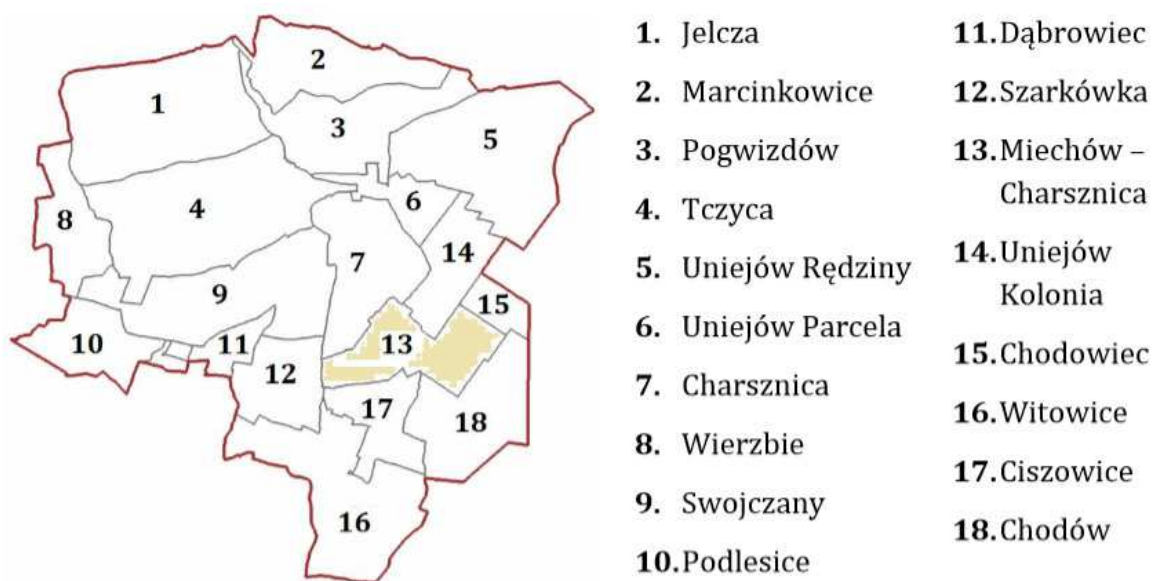 1
2
3
4
5
6
7
8
9
10
11
12
13
14
15
16
17
18
1. Jelcza
2. Marcinkowice
3. Pogwizdów
4. Tczyca
5. Uniejów Rędziny
6. Uniejów Parcela
7. Charsznica
8. Wierzbie
9. Swojczany
10. Podlesice
11. Dąbrowiec
12. Szarkówka
13. Miechów –
Charsznica
14. Uniejów
Kolonia
15. Chodowiec
16. Witowice
17. Ciszowice
18. Chodów